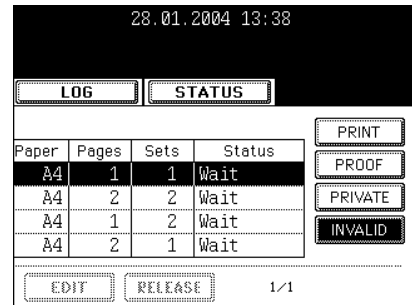 28.01.2004 13:38
LOG STATUS
PRINT
Paper Pages Sets Status
PROOF
A4 1 1 Wait
A4 2 2 Wait
PRIVATE
A4 1 2 Wait
INVALID
A4 2 1 Wait
EDIT RELEASE 1/1